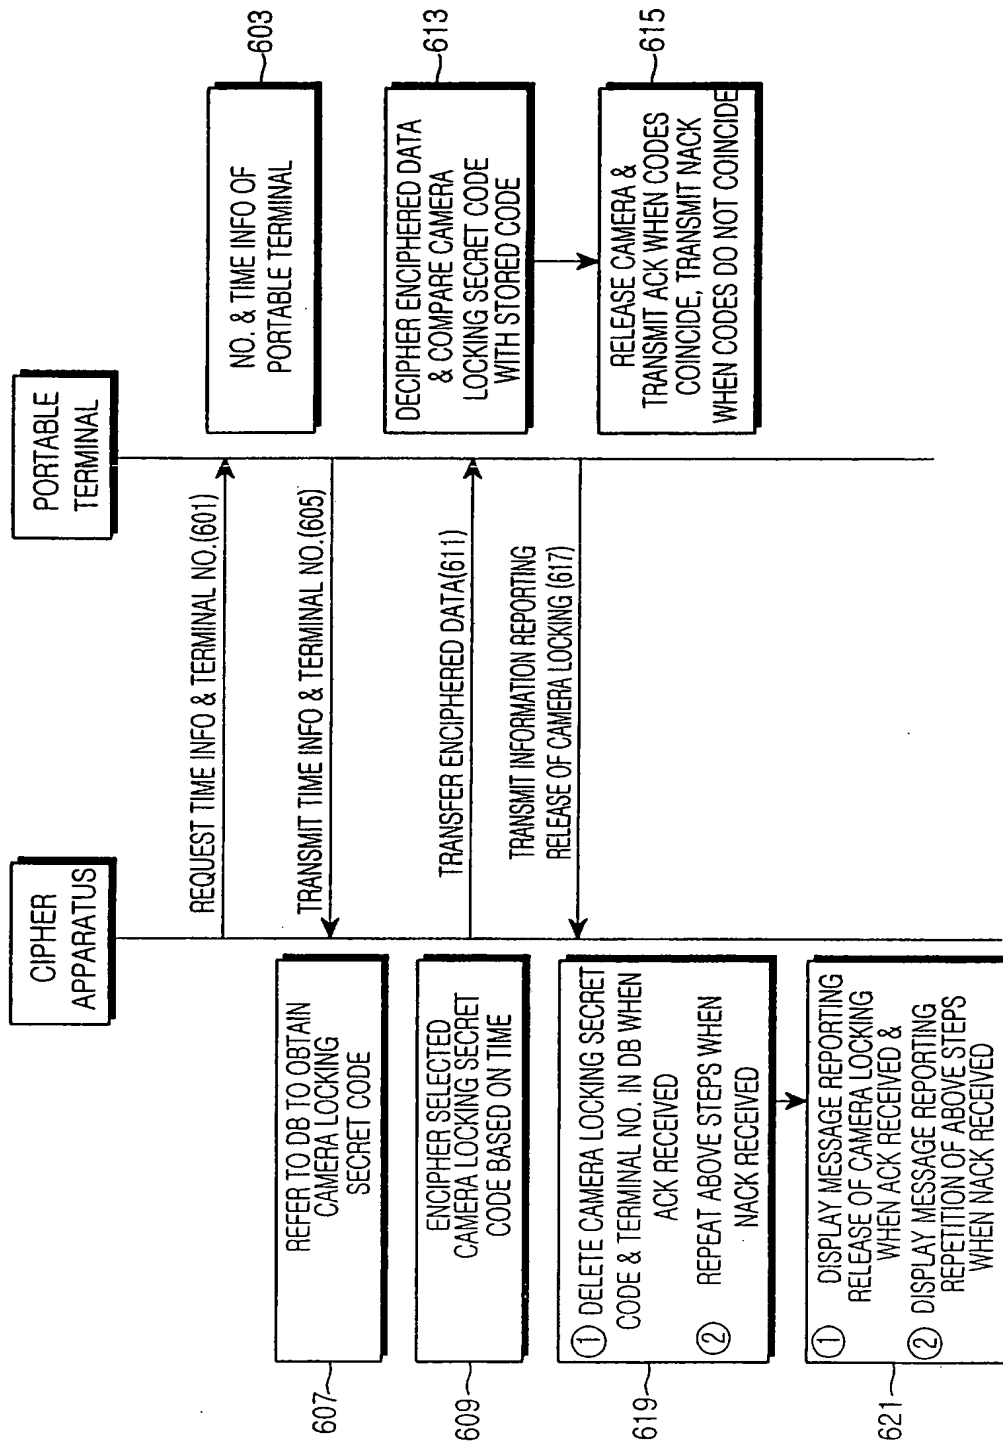 CIPHER
APPARATUS
PORTABLE
TERMINAL
REQUEST TIME INFO & TERMINAL NO.(601)
NO. & TIME INFO OF
PORTABLE TERMINAL
603
TRANSMIT TIME INFO & TERMINAL NO.(605)
REFER TO DB TO OBTAIN
CAMERA LOCKING
SECRET CODE
607
ENCIPHER SELECTED
CAMERA LOCKING SECRET
CODE BASED ON TIME
609
TRANSFER ENCIPHERED DATA(611)
DECIPHER ENCIPHERED DATA
& COMPARE CAMERA
LOCKING SECRET CODE
WITH STORED CODE
613
RELEASE CAMERA &
TRANSMIT ACK WHEN CODES
COINCIDE, TRANSMIT NACK
WHEN CODES DO NOT COINCIDE
615
TRANSMIT INFORMATION REPORTING
RELEASE OF CAMERA LOCKING (617)
① DELETE CAMERA LOCKING SECRET
CODE & TERMINAL NO. IN DB WHEN
ACK RECEIVED
② REPEAT ABOVE STEPS WHEN
NACK RECEIVED
619
① DISPLAY MESSAGE REPORTING
RELEASE OF CAMERA LOCKING
WHEN ACK RECEIVED &
② DISPLAY MESSAGE REPORTING
REPETITION OF ABOVE STEPS
WHEN NACK RECEIVED
621